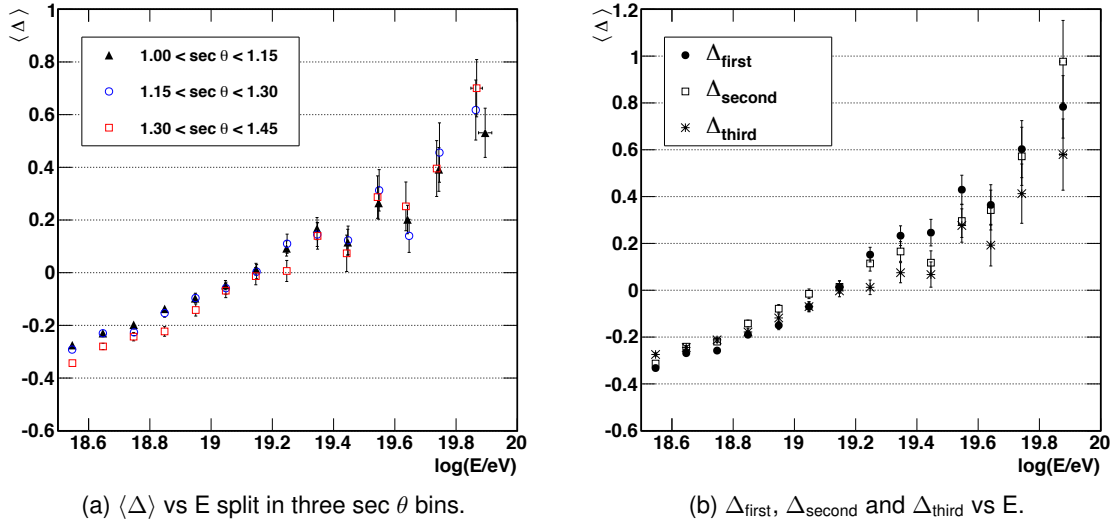 ⟨Δ⟩
1
0.8
0.6
0.4
0.2
0
-0.2
-0.4
-0.6
1.00 < sec θ < 1.15
1.15 < sec θ < 1.30
1.30 < sec θ < 1.45
18.6 18.8 19 19.2 19.4 19.6 19.8 20
log(E/eV)
(a) ⟨Δ⟩ vs E split in three sec θ bins.
⟨Δ⟩
1.2
1
0.8
0.6
0.4
0.2
0
-0.2
-0.4
-0.6
Δfirst
Δsecond
Δthird
18.6 18.8 19 19.2 19.4 19.6 19.8 20
log(E/eV)
(b) Δfirst, Δsecond and Δthird vs E.